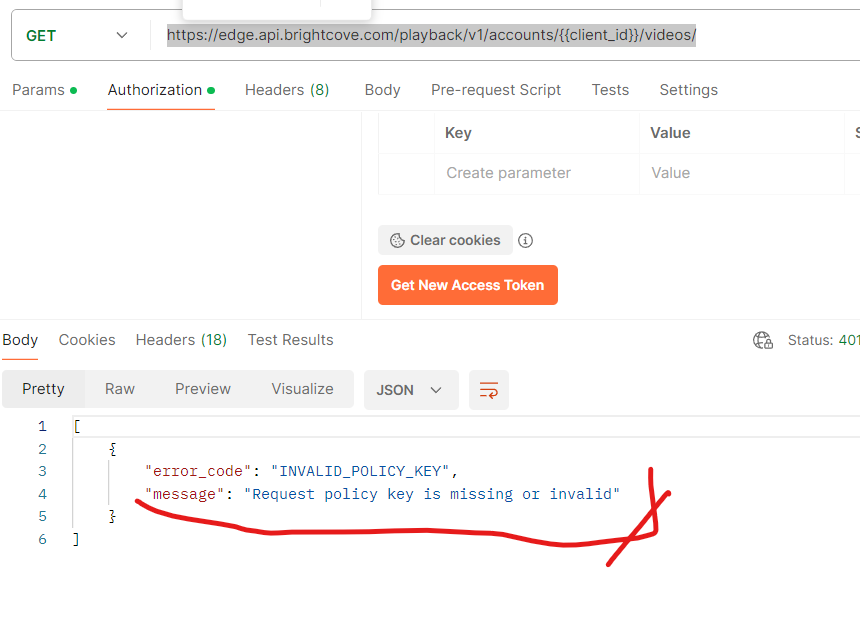 GET https://edge.api.brightcove.com/playback/v1/accounts/{{client_id}}/videos/
Params Authorization Headers (8) Body Pre-request Script Tests Settings
Key Value
Create parameter Value
Clear cookies
Get New Access Token
Body Cookies Headers (18) Test Results Status: 401
Pretty Raw Preview Visualize JSON
1 [
2 {
3 "error_code": "INVALID_POLICY_KEY",
4 "message": "Request policy key is missing or invalid"
5 }
6 ]